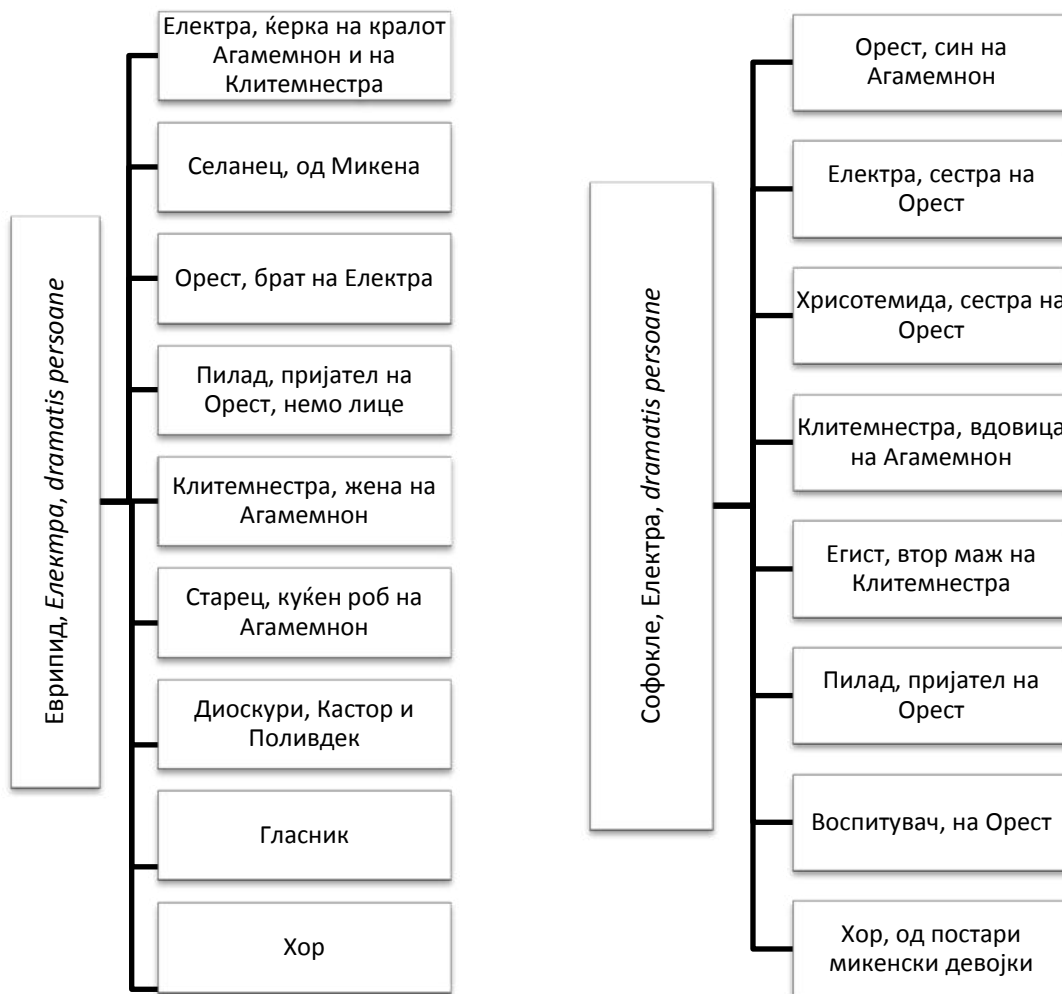 Еврипид, Електра, dramatis persoane
Електра, ќерка на кралот
Агамемнон и на
Клитемнестра
Селанец, од Микена
Орест, брат на Електра
Пилад, пријател на
Орест, немо лице
Клитемнестра, жена на
Агамемнон
Старец, куќен роб на
Агамемнон
Диоскури, Кастор и
Поливдек
Гласник
Хор
Софокле, Електра, dramatis persoane
Орест, син на
Агамемнон
Електра, сестра на
Орест
Хрисотемида, сестра на
Орест
Клитемнестра, вдовица
на Агамемнон
Егист, втор маж на
Клитемнестра
Пилад, пријател на
Орест
Воспитувач, на Орест
Хор, од постари
микенски девојки